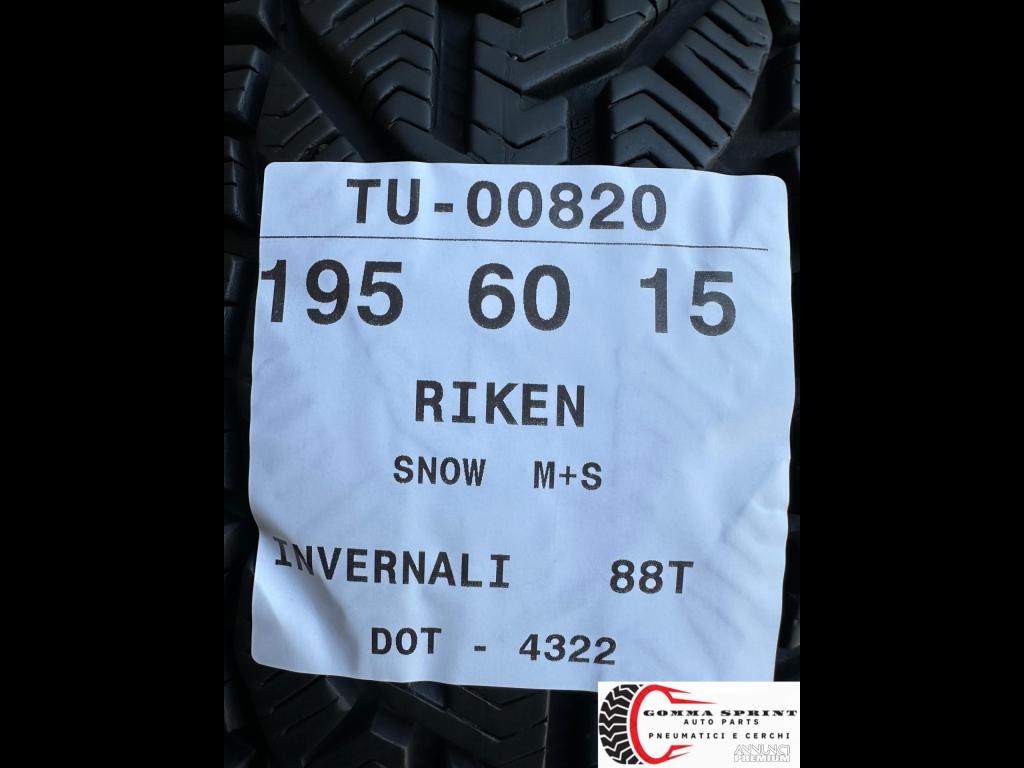 TU-00820
195 60 15
RIKEN
SNOW M+S
INVERNALI 88T
DOT - 4322
GOMMA SPRINT
AUTO PARTS
PNEUMATICI E CERCHI
ANNUNCI
PREMIUM